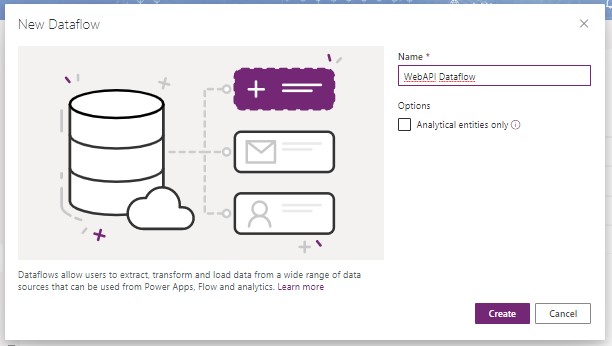 New Dataflow
Name *
WebAPI Dataflow
Options
Analytical entities only
Dataflows allow users to extract, transform and load data from a wide range of data
sources that can be used from Power Apps, Flow and analytics. Learn more
Create Cancel